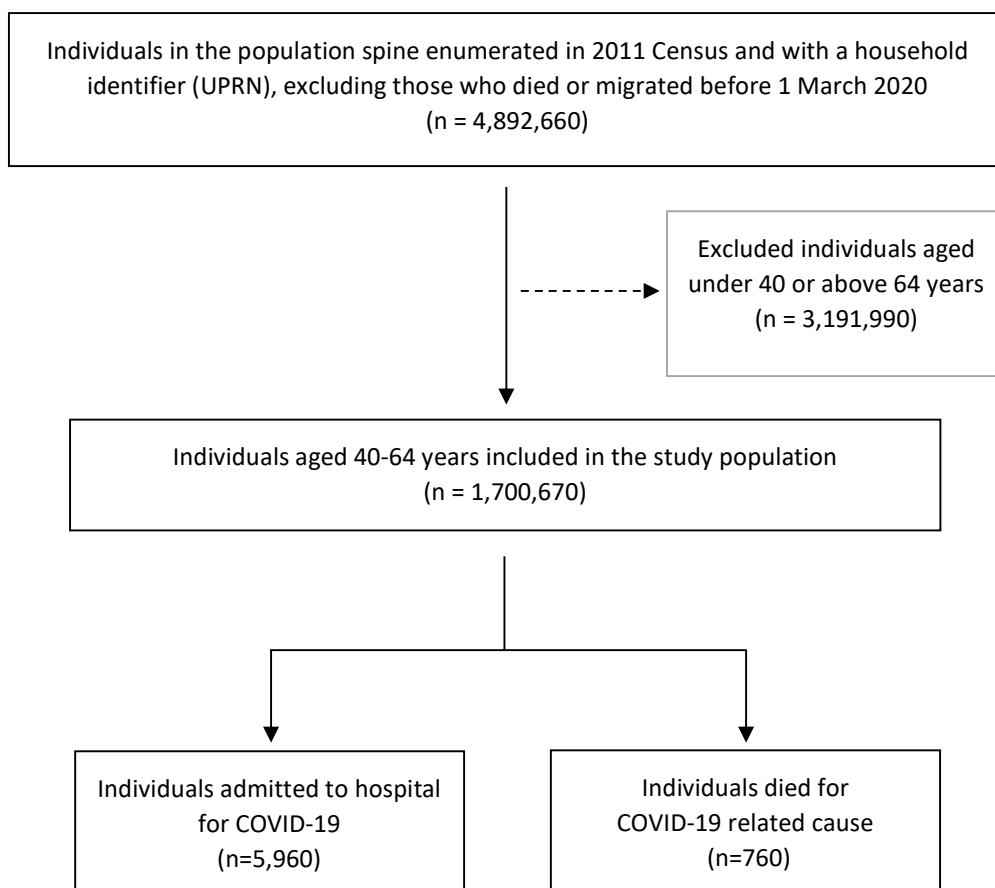 Individuals in the population spine enumerated in 2011 Census and with a household
identifier (UPRN), excluding those who died or migrated before 1 March 2020
(n = 4,892,660)
Excluded individuals aged
under 40 or above 64 years
(n = 3,191,990)
Individuals aged 40-64 years included in the study population
(n = 1,700,670)
Individuals admitted to hospital
for COVID-19
(n=5,960)
Individuals died for
COVID-19 related cause
(n=760)